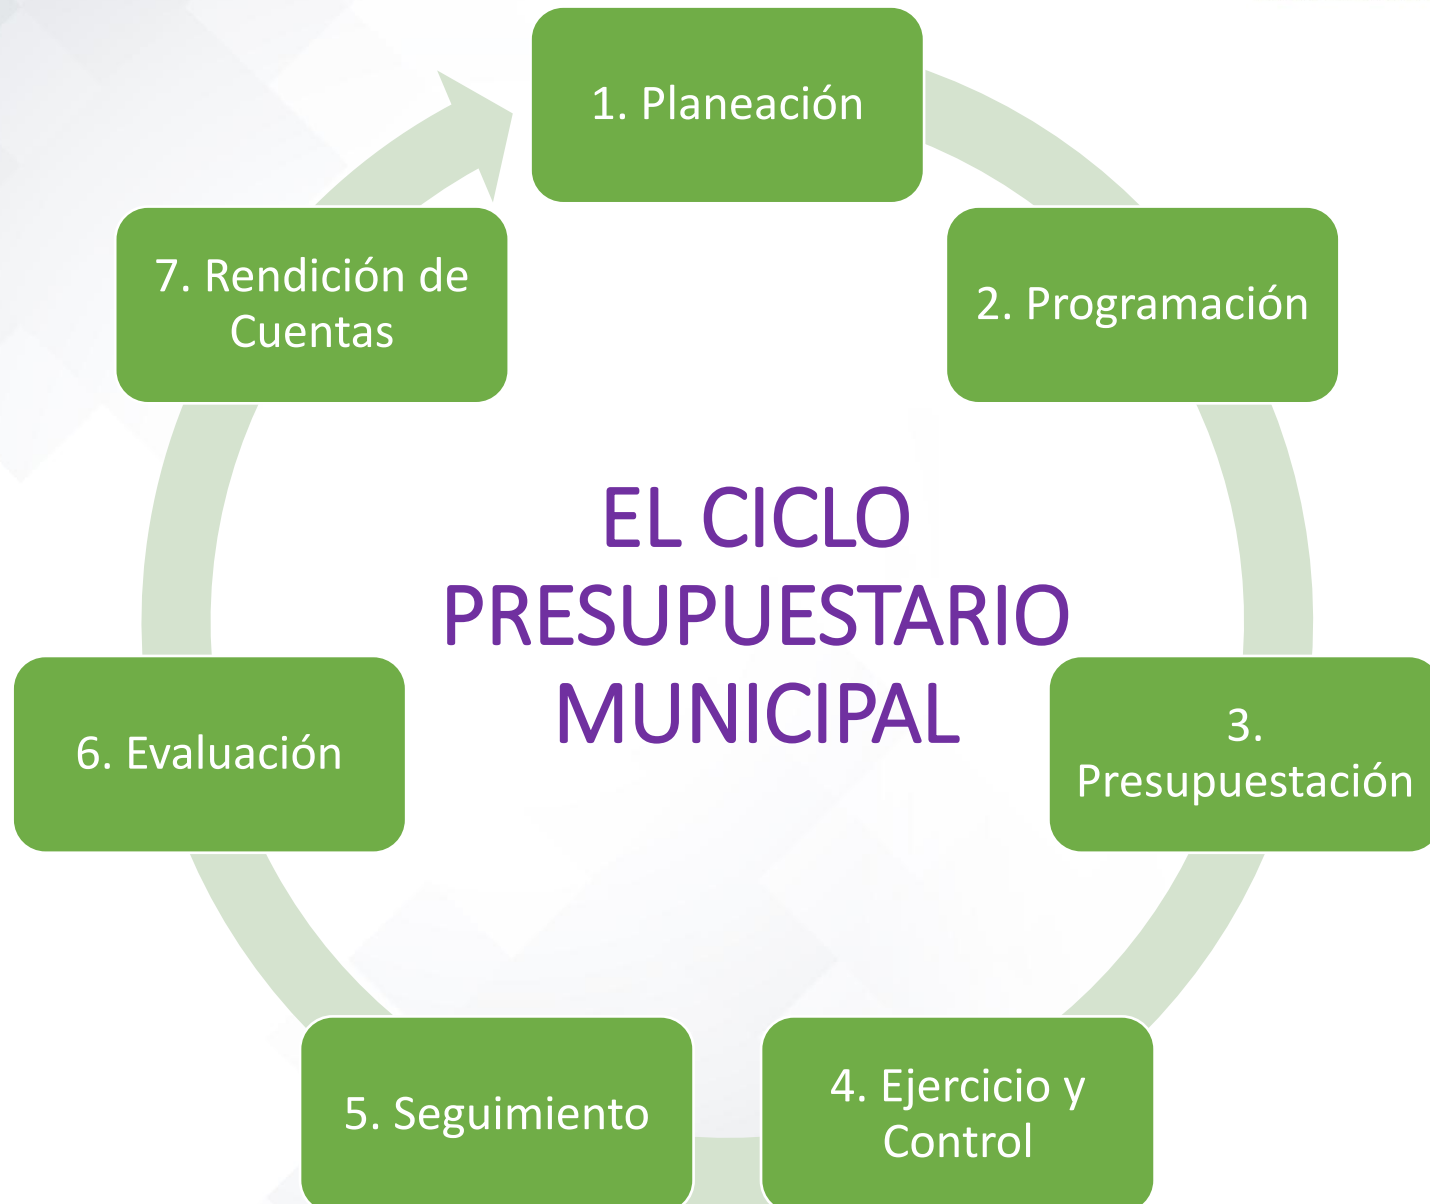 1. Planeación
2. Programación
3.
Presupuestación
4. Ejercicio y
Control
5. Seguimiento
6. Evaluación
7. Rendición de
Cuentas
EL CICLO
PRESUPUESTARIO
MUNICIPAL